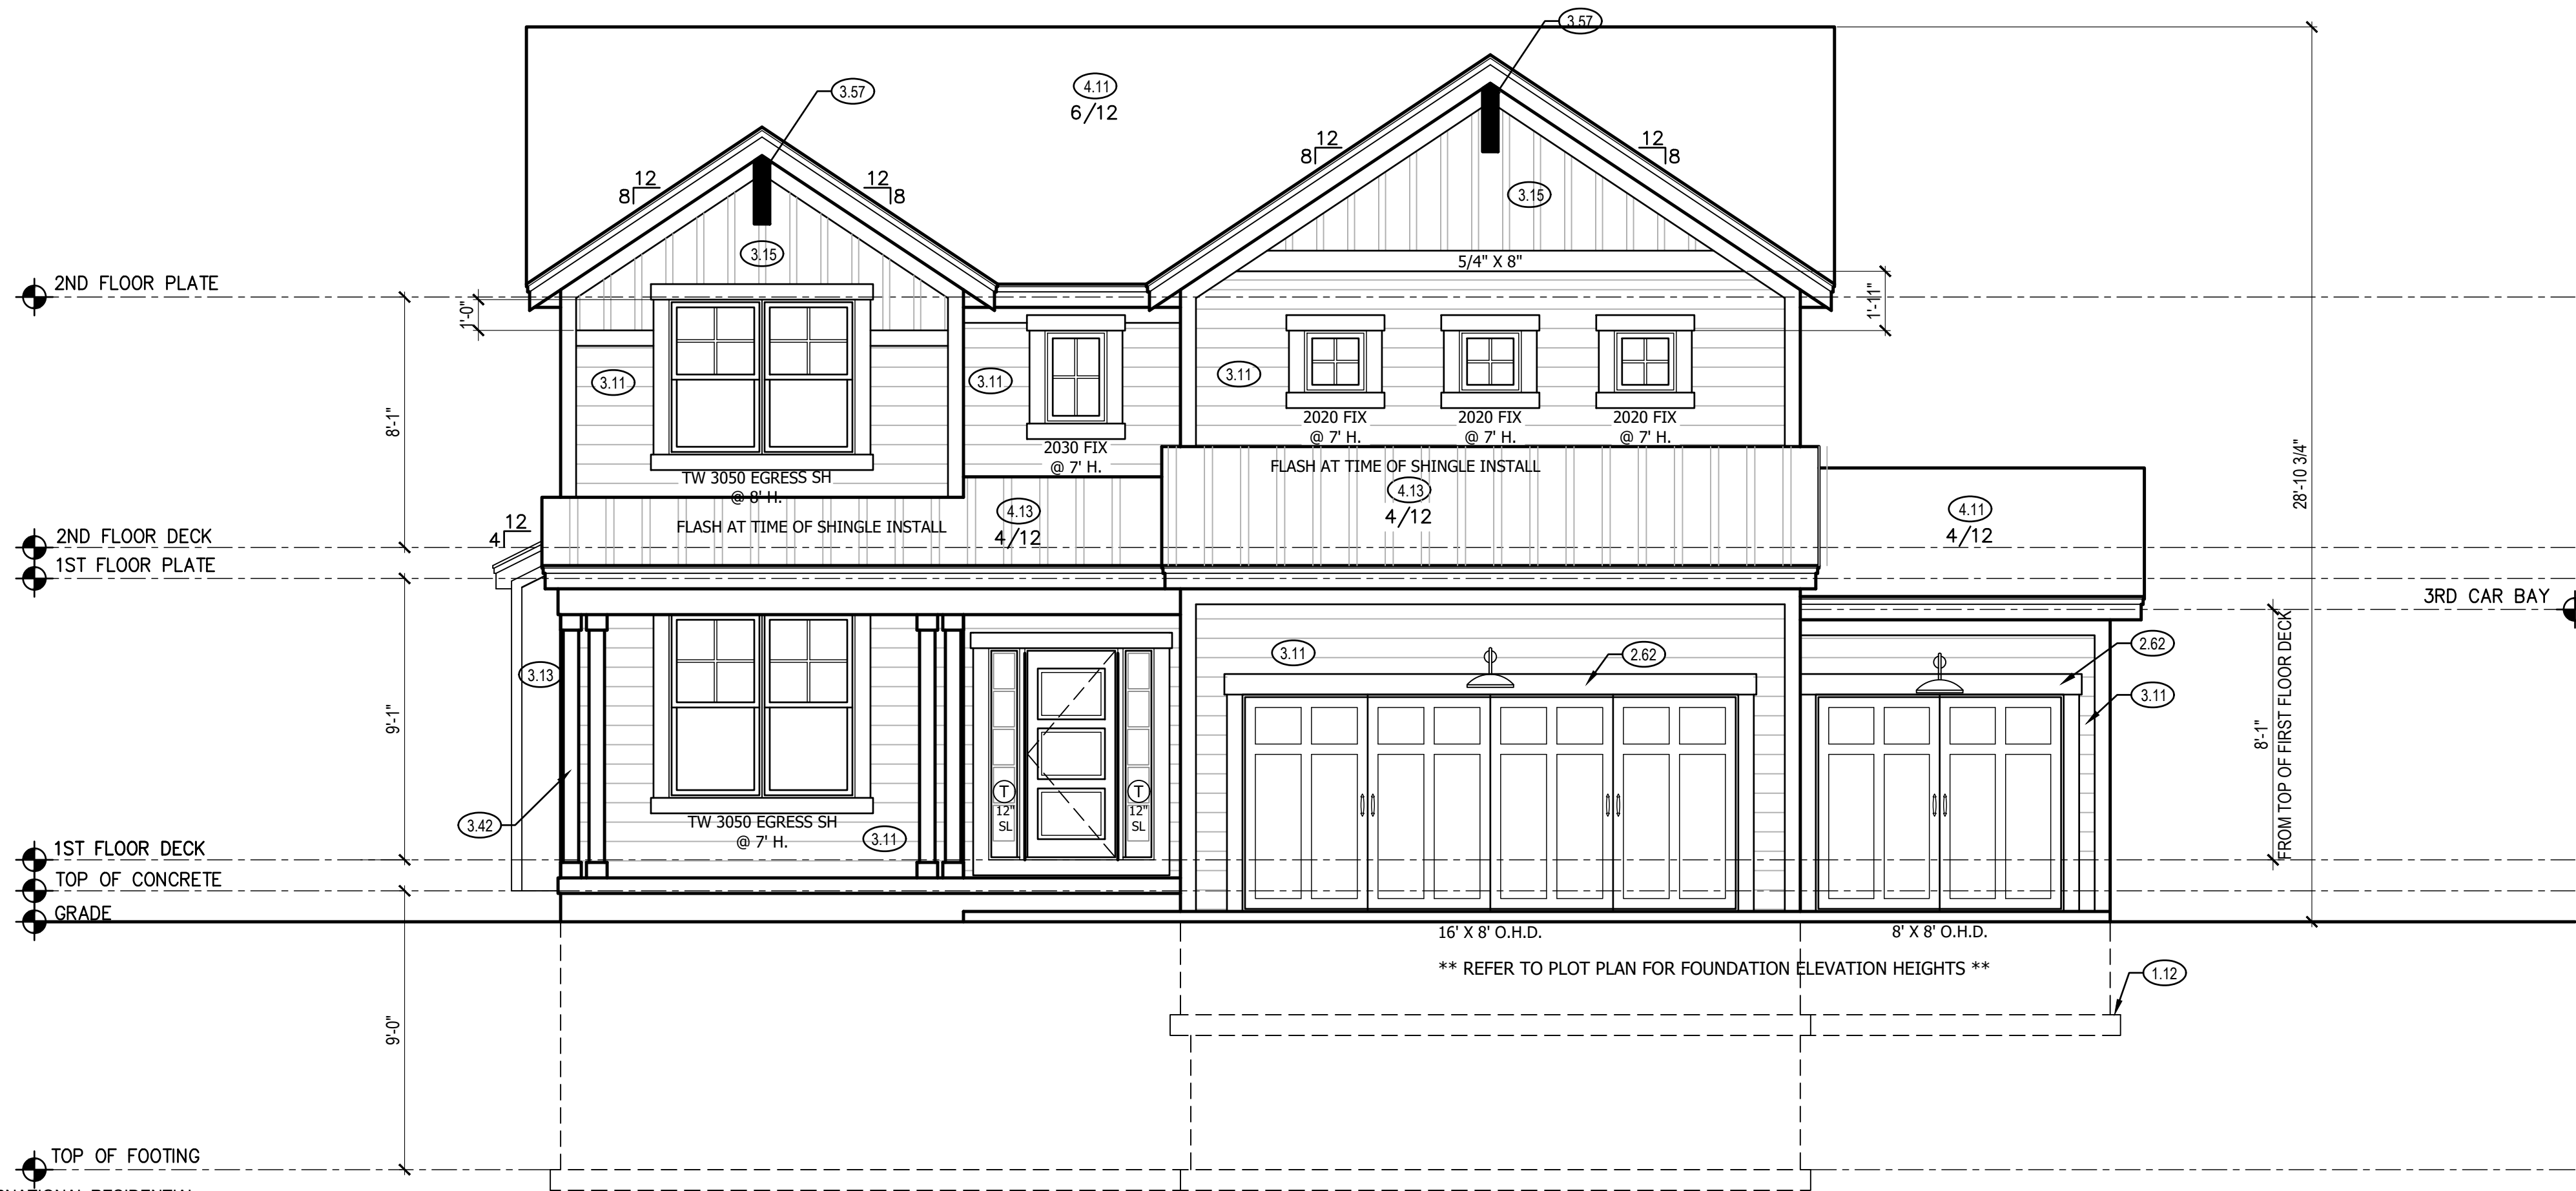 3.57
3.57
4.11
6/12
12
8
12
8
12
8
12
8
3.15
3.15
5/4" X 8"
2ND FLOOR PLATE
1'-0"
1'-11"
3.11
3.11
3.11
8'-1"
2020 FIX
@ 7' H.
2020 FIX
@ 7' H.
2020 FIX
@ 7' H.
2030 FIX
@ 7' H.
TW 3050 EGRESS SH
@ 8' H.
FLASH AT TIME OF SHINGLE INSTALL
4.13
4/12
FLASH AT TIME OF SHINGLE INSTALL
4.13
4/12
4.11
4/12
28'-10 3/4"
12
4
2ND FLOOR DECK
1ST FLOOR PLATE
3RD CAR BAY
3.13
3.11
2.62
2.62
3.11
9'-1"
8'-1"
FROM TOP OF FIRST FLOOR DECK
T
12"
SL
T
12"
SL
TW 3050 EGRESS SH
@ 7' H.
3.11
3.42
1ST FLOOR DECK
TOP OF CONCRETE
GRADE
16' X 8' O.H.D.
8' X 8' O.H.D.
** REFER TO PLOT PLAN FOR FOUNDATION ELEVATION HEIGHTS **
1.12
9'-0"
TOP OF FOOTING